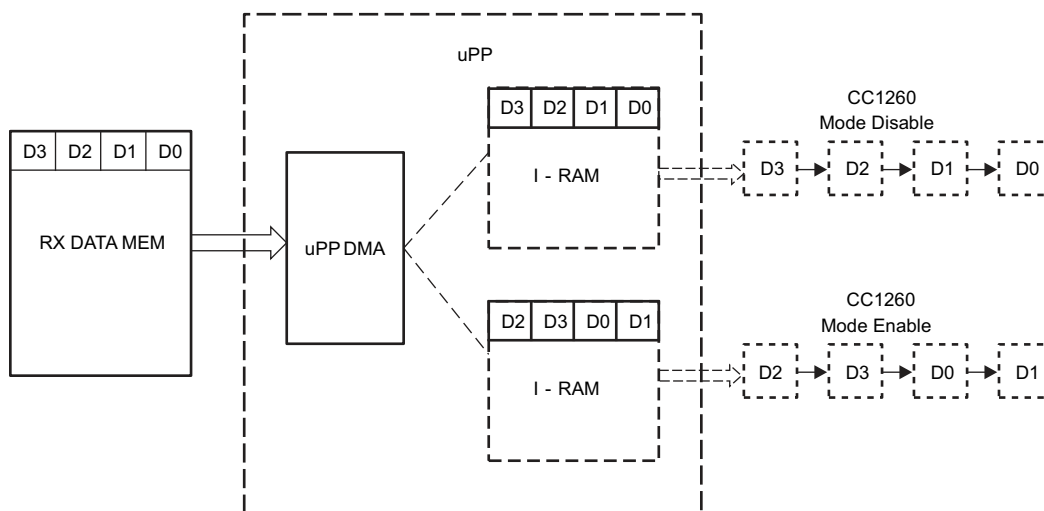 uPP
D3 D2 D1 D0
RX DATA MEM
uPP DMA
D3 D2 D1 D0
I - RAM
CC1260
Mode Disable
D3 D2 D1 D0
D2 D3 D0 D1
I - RAM
CC1260
Mode Enable
D2 D3 D0 D1